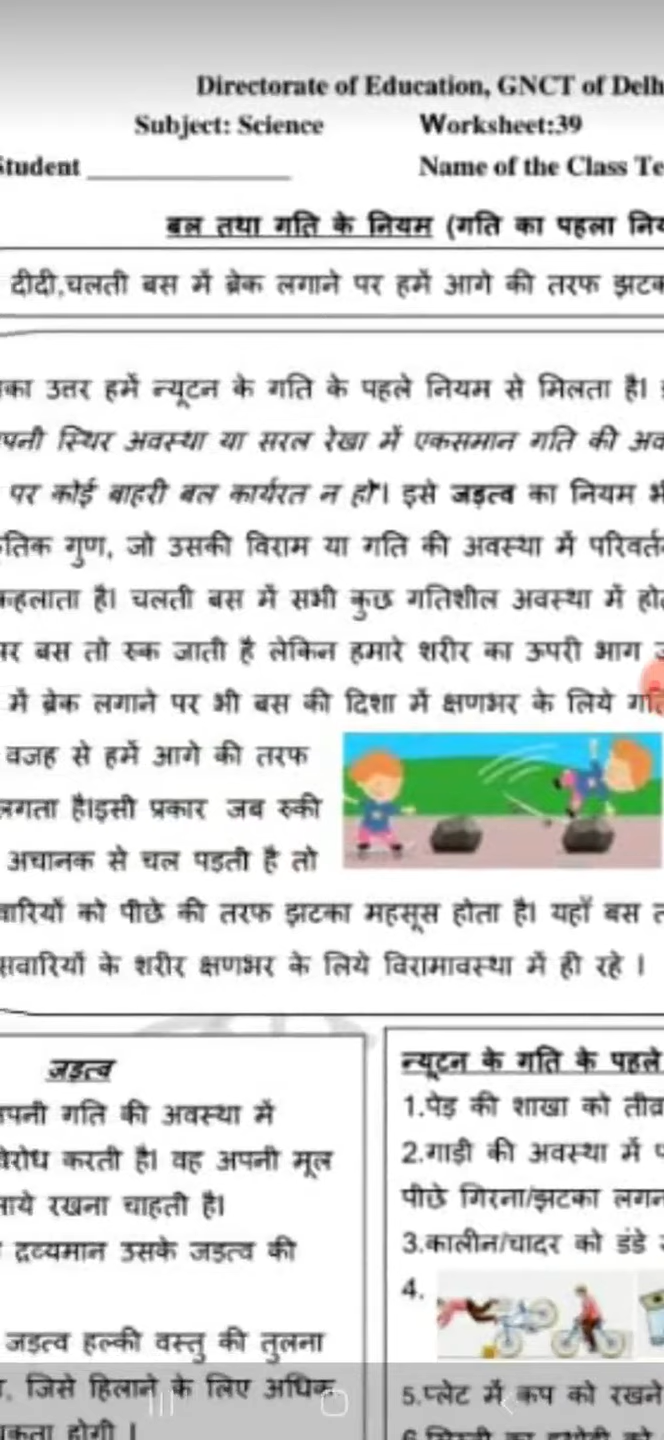 Directorate of Education, GNCT of Delh
Subject: Science Worksheet:39
Student Name of the Class Te
बल तथा गति के नियम (गति का पहला निय
दीदी,चलती बस में ब्रेक लगाने पर हमें आगे की तरफ झटक
का उत्तर हमें न्यूटन के गति के पहले नियम से मिलता है।
पनी स्थिर अवस्था या सरल रेखा में एकसमान गति की अव
पर कोई बाहरी बल कार्यरत न हो"। इसे जड़त्व का नियम भ
तिक गुण, जो उसकी विराम या गति की अवस्था में परिवर्त
कहलाता है। चलती बस में सभी कुछ गतिशील अवस्था में हो
पर बस तो रुक जाती है लेकिन हमारे शरीर का ऊपरी भाग
में ब्रेक लगाने पर भी बस की दिशा में क्षणभर के लिये गति
वजह से हमें आगे की तरफ
लगता है।इसी प्रकार जब रुकी
अचानक से चल पड़ती है तो
वारियों को पीछे की तरफ झटका महसूस होता है। यहाँ बस त
सवारियों के शरीर क्षणभर के लिये विरामावस्था में ही रहे ।
जड़त्व
पनी गति की अवस्था में
विरोध करती है। वह अपनी मूल
नाये रखना चाहती है।
द्रव्यमान उसके जड़त्व की
जड़त्व हल्की वस्तु की तुलना
, जिसे हिलाने के लिए अधिक
कता होगी ।
न्यूटन के गति के पहले
1.पेड़ की शाखा को तीव्र
2.गाड़ी की अवस्था में प
पीछे गिरना/झटका लगन
3.कालीन/चादर को डंडे
4.
5.प्लेट में कप को रखने